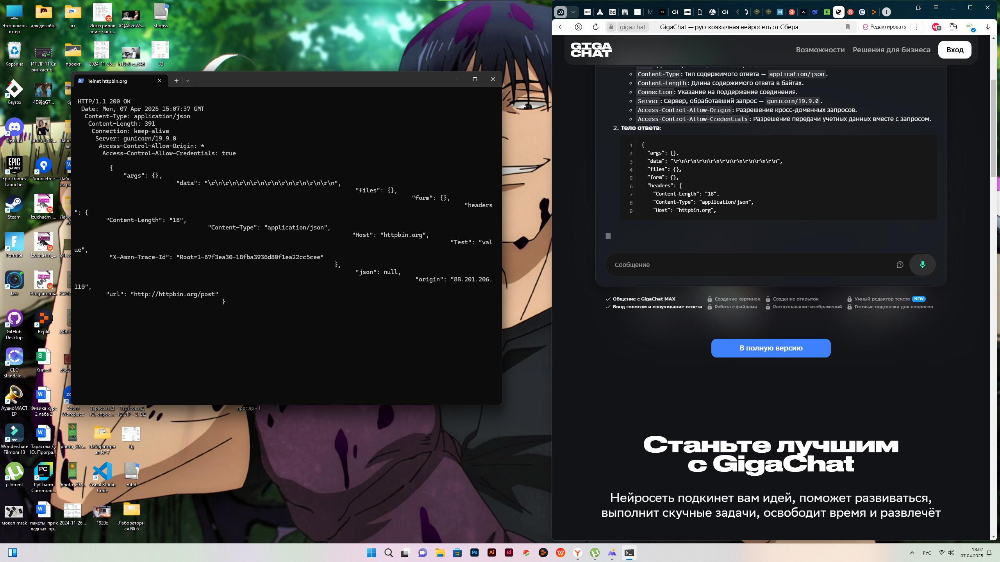 Этот компь
ютер
для дизайна
дз
Интегриров
ание, част...
AQAKzoWs...
shopss
Корзина
ИТ ЛР 11 Ск
ринкаст Б...
проект
2024-11-26...
h1380-ea54d
33
Keyrox
4D9jgG7...
Discord
photo_202...
Epic Games
Launcher
Sourcetree
Steam
Izuchaem_...
Fortnite
Izuchaem_...
Jazz
Programmi...
GitHub
Desktop
Replit
CLO
Standalo...
Книга1
АудиоМАСТ
ЕР
Физика курс
2 лаба 2
Zoom
Workplace
Тарасова Д
Ю, опрос ...
Тарасова Д
Ю, ЛР - 3, БД
прог лр - 1
Wondershare
Filmora 13
Тарасова Д.
Ю. Програ...
photo_202...
Лабораторн
ая № 7
fg
µTorrent
PyCharm
Communi...
photo_202...
Visual Studio
Code
mbd
мокап mrak
пакеты_прик
ладных_пр...
2024-11-26...
1920x
Лабораторн
ая № 6
Telnet httpbin.org
HTTP/1.1 200 OK
Date: Mon, 07 Apr 2025 15:07:37 GMT
Content-Type: application/json
Content-Length: 391
Connection: keep-alive
Server: gunicorn/19.9.0
Access-Control-Allow-Origin: *
Access-Control-Allow-Credentials: true
{
"args": {},
"data": "\r\n\r\n\r\n\r\n\r\n\r\n\r\n\r\n\r\n",
"files": {},
"form": {},
"headers
": {
"Content-Length": "18",
"Content-Type": "application/json",
"Host": "httpbin.org",
"Test": "val
ue",
"X-Amzn-Trace-Id": "Root=1-67f3ea30-18fba3936d80f1ea22cc5cee"
},
"json": null,
"origin": "88.201.206.
110",
"url": "http://httpbin.org/post"
}
30
giga.chat
GigaChat — русскоязычная нейросеть от Сбера
Редактировать
GIGA
CHAT
Возможности
Решения для бизнеса
Вход
Content-Type: Тип содержимого ответа — application/json.
Content-Length: Длина содержимого ответа в байтах.
Connection: Указание на поддержание соединения.
Server: Сервер, обработавший запрос — gunicorn/19.9.0.
Access-Control-Allow-Origin: Разрешение кросс-доменных запросов.
Access-Control-Allow-Credentials: Разрешение передачи учетных данных вместе с запросом.
2. Тело ответа:
1 {
2 "args": {},
3 "data": "\r\n\r\n\r\n\r\n\r\n\r\n\r\n\r\n\r\n",
4 "files": {},
5 "form": {},
6 "headers": {
7 "Content-Length": "18",
8 "Content-Type": "application/json",
9 "Host": "httpbin.org",
Сообщение
Общение с GigaChat MAX
Создание картинок
Создание открыток
Умный редактор текста NEW
Ввод голосом и озвучивание ответа
Работа с файлами
Распознавание изображений
Готовые подсказки для вопросов
В полную версию
Станьте лучшим
с GigaChat
Нейросеть подкинет вам идей, поможет развиваться,
выполнит скучные задачи, освободит время и развлечёт
РУС
18:07
07.04.2025